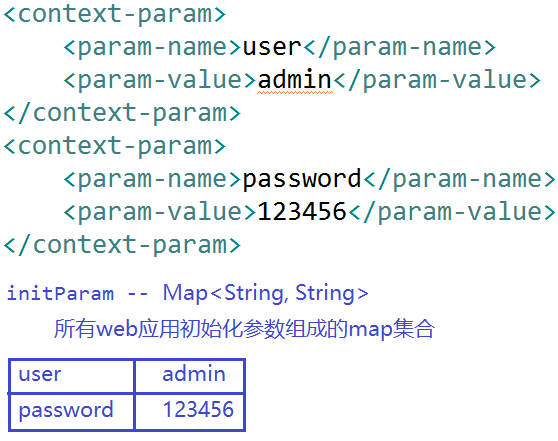 <context-param>
    <param-name>user</param-name>
    <param-value>admin</param-value>
</context-param>
<context-param>
    <param-name>password</param-name>
    <param-value>123456</param-value>
</context-param>
initParam -- Map<String, String>
所有web应用初始化参数组成的map集合
user admin
password 123456